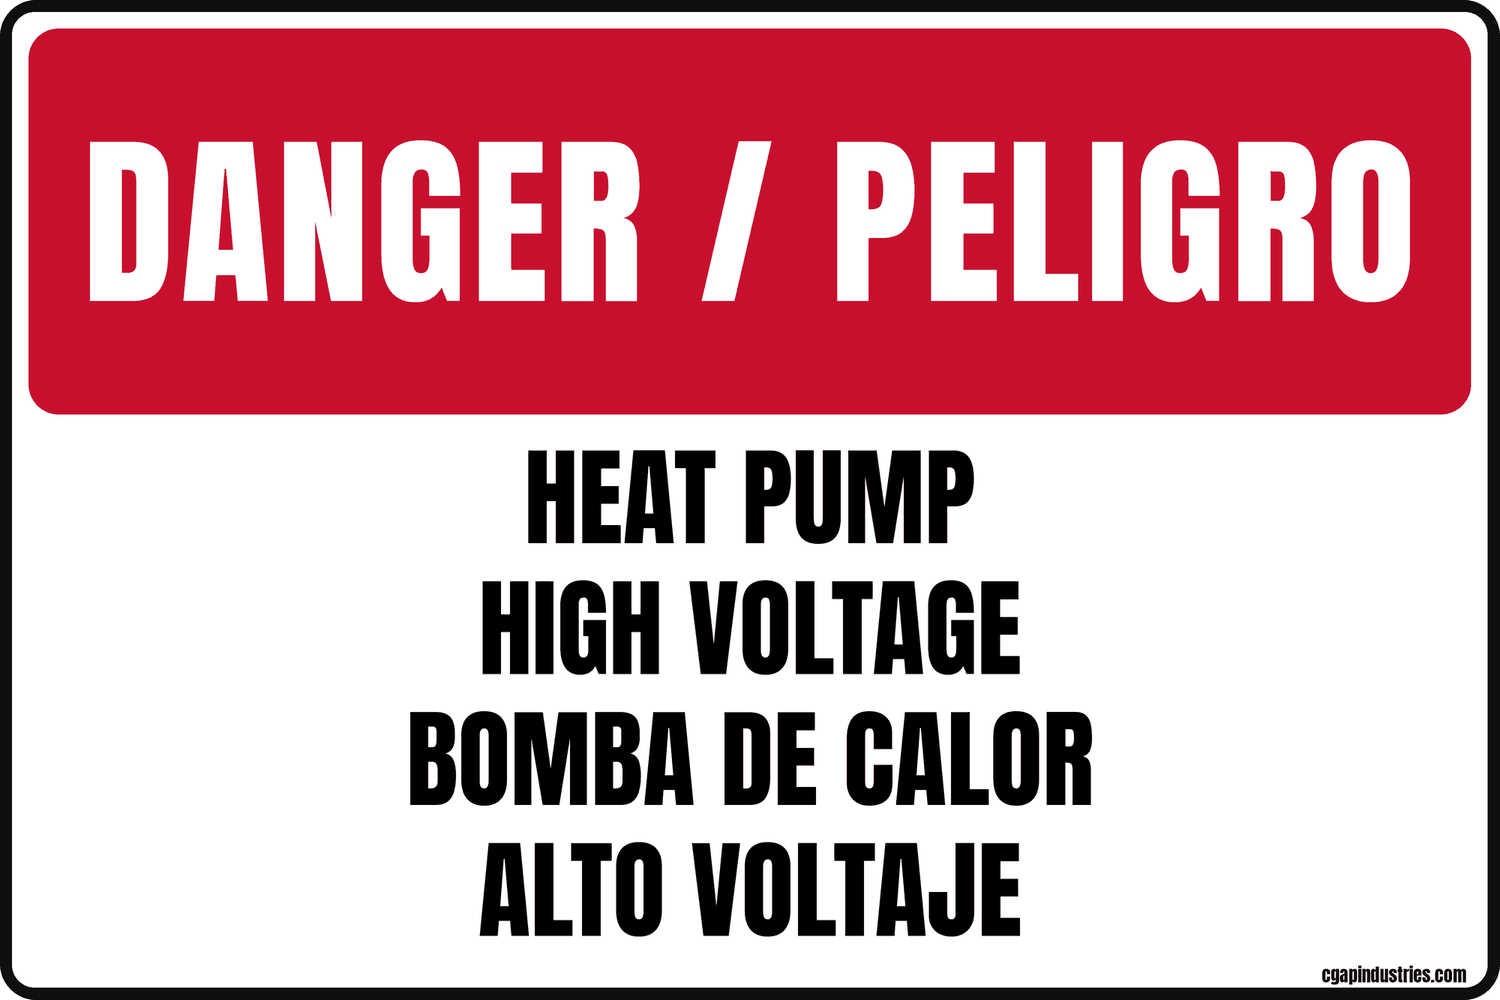 DANGER / PELIGRO
HEAT PUMP
HIGH VOLTAGE
BOMBA DE CALOR
ALTO VOLTAJE
cgapindustries.com